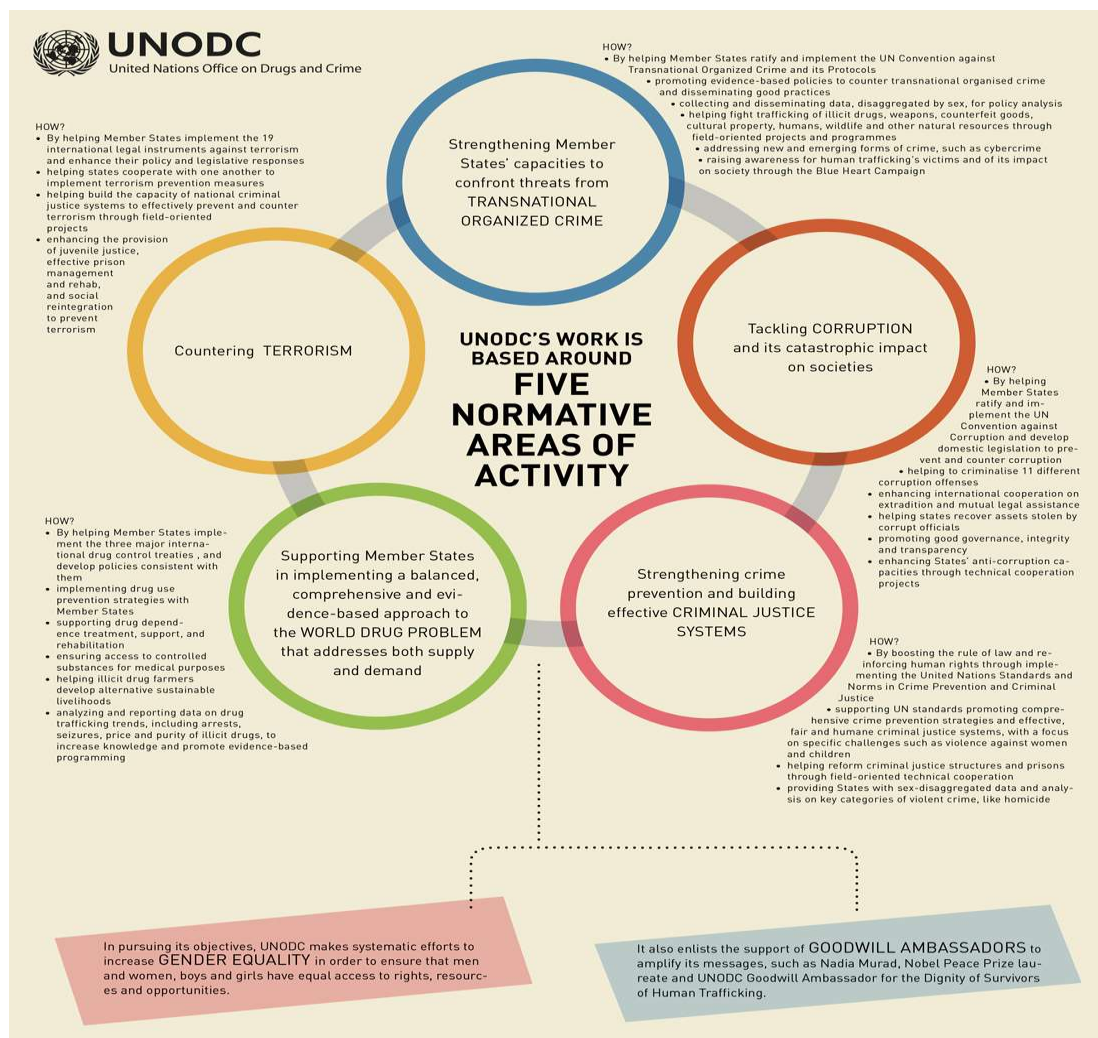 UNODC
United Nations Office on Drugs and Crime
HOW?
• By helping Member States ratify and implement the UN Convention against
Transnational Organized Crime and its Protocols
• promoting evidence-based policies to counter transnational organised crime
and disseminating good practices
• collecting and disseminating data, disaggregated by sex, for policy analysis
• helping fight trafficking of illicit drugs, weapons, counterfeit goods,
cultural property, humans, wildlife and other natural resources through
field-oriented projects and programmes
• addressing new and emerging forms of crime, such as cybercrime
• raising awareness for human trafficking's victims and of its impact
on society through the Blue Heart Campaign
Strengthening Member
States' capacities to
confront threats from
TRANSNATIONAL
ORGANIZED CRIME
HOW?
• By helping Member States implement the 19
international legal instruments against terrorism
and enhance their policy and legislative responses
• helping states cooperate with one another to
implement terrorism prevention measures
• helping build the capacity of national criminal
justice systems to effectively prevent and counter
terrorism through field-oriented
projects
• enhancing the provision
of juvenile justice,
effective prison
management
and rehab,
and social
reintegration
to prevent
terrorism
Countering TERRORISM
UNODC'S WORK IS
BASED AROUND
FIVE
NORMATIVE
AREAS OF
ACTIVITY
Tackling CORRUPTION
and its catastrophic impact
on societies
HOW?
• By helping
Member States
ratify and im-
plement the UN
Convention against
Corruption and develop
domestic legislation to pre-
vent and counter corruption
• helping to criminalise 11 different
corruption offenses
• enhancing international cooperation on
extradition and mutual legal assistance
• helping states recover assets stolen by
corrupt officials
• promoting good governance, integrity
and transparency
• enhancing States' anti-corruption ca-
pacities through technical cooperation
projects
HOW?
• By helping Member States imple-
ment the three major interna-
tional drug control treaties , and
develop policies consistent with
them
• implementing drug use
prevention strategies with
Member States
• supporting drug depend-
ence treatment, support, and
rehabilitation
• ensuring access to controlled
substances for medical purposes
• helping illicit drug farmers
develop alternative sustainable
livelihoods
• analyzing and reporting data on drug
trafficking trends, including arrests,
seizures, price and purity of illicit drugs, to
increase knowledge and promote evidence-based
programming
Supporting Member States
in implementing a balanced,
comprehensive and evi-
dence-based approach to
the WORLD DRUG PROBLEM
that addresses both supply
and demand
Strengthening crime
prevention and building
effective CRIMINAL JUSTICE
SYSTEMS
HOW?
• By boosting the rule of law and re-
inforcing human rights through imple-
menting the United Nations Standards and
Norms in Crime Prevention and Criminal
Justice
• supporting UN standards promoting compre-
hensive crime prevention strategies and effective,
fair and humane criminal justice systems, with a focus
on specific challenges such as violence against women
and children
• helping reform criminal justice structures and prisons
through field-oriented technical cooperation
• providing States with sex-disaggregated data and analy-
sis on key categories of violent crime, like homicide
In pursuing its objectives, UNODC makes systematic efforts to
increase GENDER EQUALITY in order to ensure that men
and women, boys and girls have equal access to rights, resourc-
es and opportunities.
It also enlists the support of GOODWILL AMBASSADORS to
amplify its messages, such as Nadia Murad, Nobel Peace Prize lau-
reate and UNODC Goodwill Ambassador for the Dignity of Survivors
of Human Trafficking.